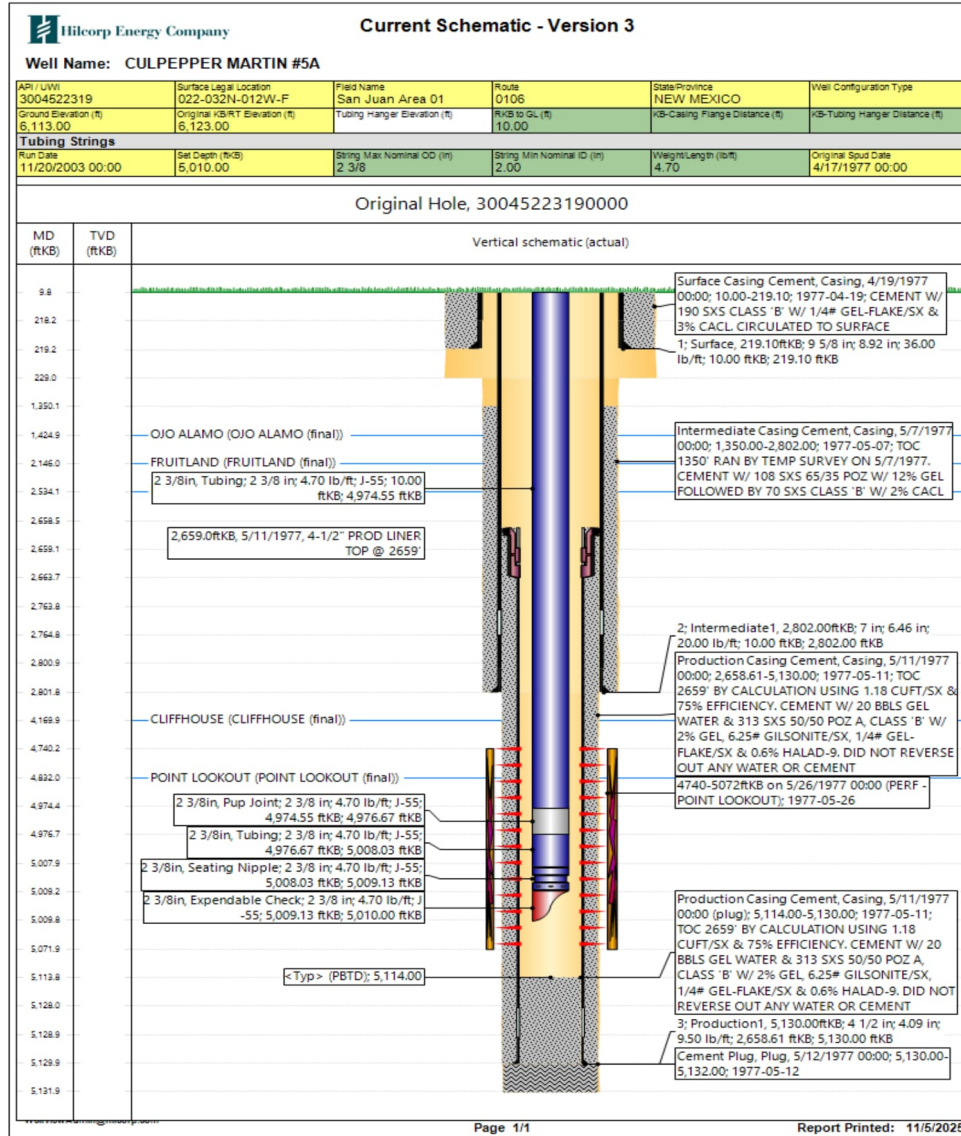 Hilcorp Energy Company
Current Schematic - Version 3
Well Name: CULPEPPER MARTIN #5A
API / UWI
3004522319
Surface Legal Location
022-032N-012W-F
Field Name
San Juan Area 01
Route
0106
State/Province
NEW MEXICO
Well Configuration Type
Ground Elevation (ft)
6,113.00
Original KB/RT Elevation (ft)
6,123.00
Tubing Hanger Elevation (ft)
RKB to GL (ft)
10.00
KB-Casing Flange Distance (ft)
KB-Tubing Hanger Distance (ft)
Tubing Strings
Run Date
11/20/2003 00:00
Set Depth (ftKB)
5,010.00
String Max Nominal OD (in)
2 3/8
String Min Nominal ID (in)
2.00
Weight/Length (lb/ft)
4.70
Original Spud Date
4/17/1977 00:00
Original Hole, 30045223190000
MD
(ftKB)
TVD
(ftKB)
Vertical schematic (actual)
9.8
218.2
219.2
229.0
1,350.1
1,424.9
2,146.0
2,534.1
2,658.5
2,659.1
2,663.7
2,763.8
2,764.8
2,800.9
2,801.8
4,169.9
4,740.2
4,832.0
4,974.4
4,976.7
5,007.9
5,009.2
5,009.8
5,071.9
5,113.8
5,128.0
5,128.9
5,129.9
5,131.9
OJO ALAMO (OJO ALAMO (final))
FRUITLAND (FRUITLAND (final))
2 3/8in, Tubing; 2 3/8 in; 4.70 lb/ft; J-55; 10.00
ftKB; 4,974.55 ftKB
2,659.0ftKB, 5/11/1977, 4-1/2" PROD LINER
TOP @ 2659'
CLIFFHOUSE (CLIFFHOUSE (final))
POINT LOOKOUT (POINT LOOKOUT (final))
2 3/8in, Pup Joint; 2 3/8 in; 4.70 lb/ft; J-55;
4,974.55 ftKB; 4,976.67 ftKB
2 3/8in, Tubing; 2 3/8 in; 4.70 lb/ft; J-55;
4,976.67 ftKB; 5,008.03 ftKB
2 3/8in, Seating Nipple; 2 3/8 in; 4.70 lb/ft; J-55;
5,008.03 ftKB; 5,009.13 ftKB
2 3/8in, Expendable Check; 2 3/8 in; 4.70 lb/ft; J
-55; 5,009.13 ftKB; 5,010.00 ftKB
<Typ> (PBTD); 5,114.00
Surface Casing Cement, Casing, 4/19/1977
00:00; 10.00-219.10; 1977-04-19; CEMENT W/
190 SXS CLASS 'B' W/ 1/4# GEL-FLAKE/SX &
3% CACL. CIRCULATED TO SURFACE
1; Surface, 219.10ftKB; 9 5/8 in; 8.92 in; 36.00
lb/ft; 10.00 ftKB; 219.10 ftKB
Intermediate Casing Cement, Casing, 5/7/1977
00:00; 1,350.00-2,802.00; 1977-05-07; TOC
1350' RAN BY TEMP SURVEY ON 5/7/1977.
CEMENT W/ 108 SXS 65/35 POZ W/ 12% GEL
FOLLOWED BY 70 SXS CLASS 'B' W/ 2% CACL
2; Intermediate1, 2,802.00ftKB; 7 in; 6.46 in;
20.00 lb/ft; 10.00 ftKB; 2,802.00 ftKB
Production Casing Cement, Casing, 5/11/1977
00:00; 2,658.61-5,130.00; 1977-05-11; TOC
2659' BY CALCULATION USING 1.18 CUFT/SX &
75% EFFICIENCY. CEMENT W/ 20 BBLS GEL
WATER & 313 SXS 50/50 POZ A, CLASS 'B' W/
2% GEL, 6.25# GILSONITE/SX, 1/4# GEL-
FLAKE/SX & 0.6% HALAD-9. DID NOT REVERSE
OUT ANY WATER OR CEMENT
4740-5072ftKB on 5/26/1977 00:00 (PERF -
POINT LOOKOUT); 1977-05-26
Production Casing Cement, Casing, 5/11/1977
00:00 (plug); 5,114.00-5,130.00; 1977-05-11;
TOC 2659' BY CALCULATION USING 1.18
CUFT/SX & 75% EFFICIENCY. CEMENT W/ 20
BBLS GEL WATER & 313 SXS 50/50 POZ A,
CLASS 'B' W/ 2% GEL, 6.25# GILSONITE/SX,
1/4# GEL-FLAKE/SX & 0.6% HALAD-9. DID NOT
REVERSE OUT ANY WATER OR CEMENT
3; Production1, 5,130.00ftKB; 4 1/2 in; 4.09 in;
9.50 lb/ft; 2,658.61 ftKB; 5,130.00 ftKB
Cement Plug, Plug, 5/12/1977 00:00; 5,130.00-
5,132.00; 1977-05-12
Page 1/1
Report Printed: 11/5/2025